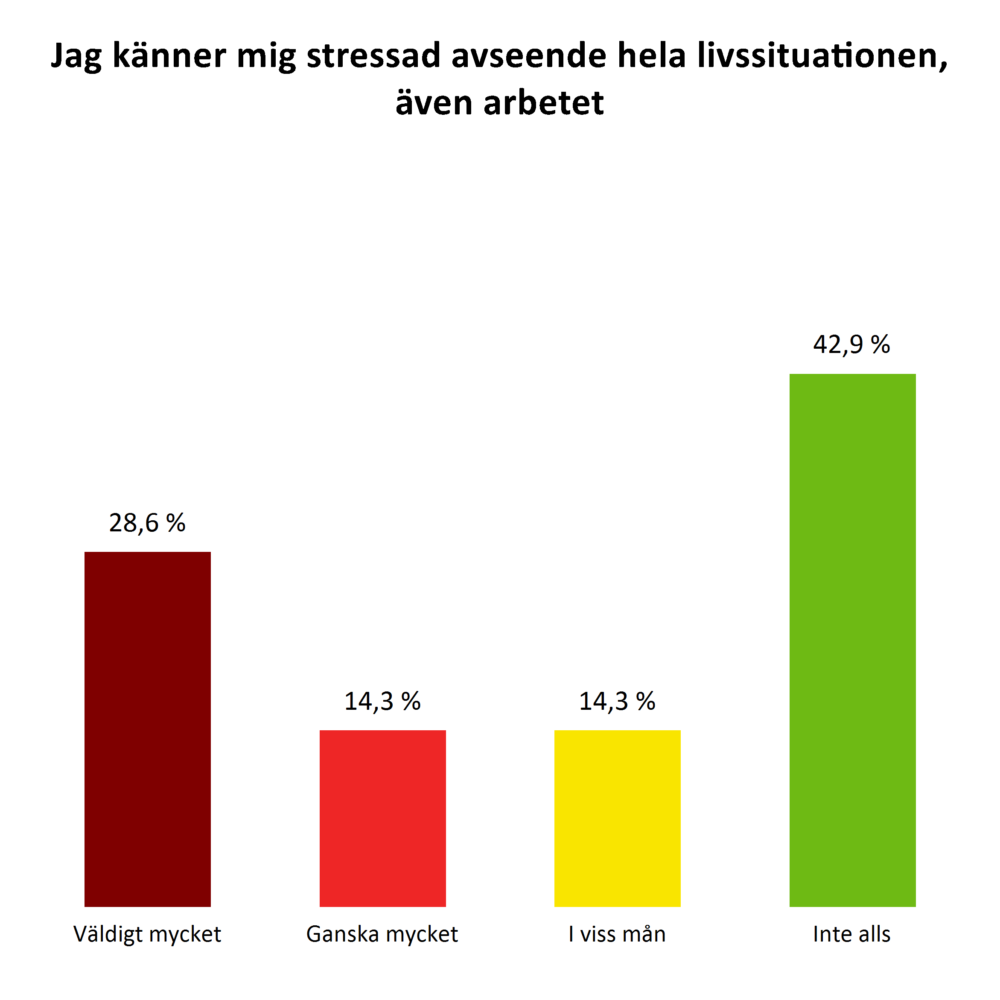 Jag känner mig stressad avseende hela livssituationen,
även arbetet
42,9 %
28,6 %
14,3 %
14,3 %
Väldigt mycket
Ganska mycket
I viss mån
Inte alls